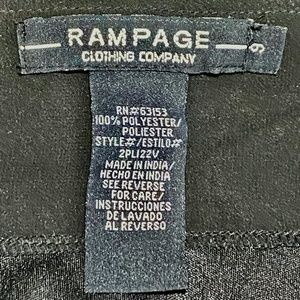 RAMPAGE
CLOTHING COMPANY
9
RN#63153
100% POLYESTER/
POLIESTER
STYLE#/ESTILO#
2PLI22V
MADE IN INDIA/
HECHO EN INDIA
SEE REVERSE
FOR CARE/
INSTRUCCIONES
DE LAVADO
AL REVERSO